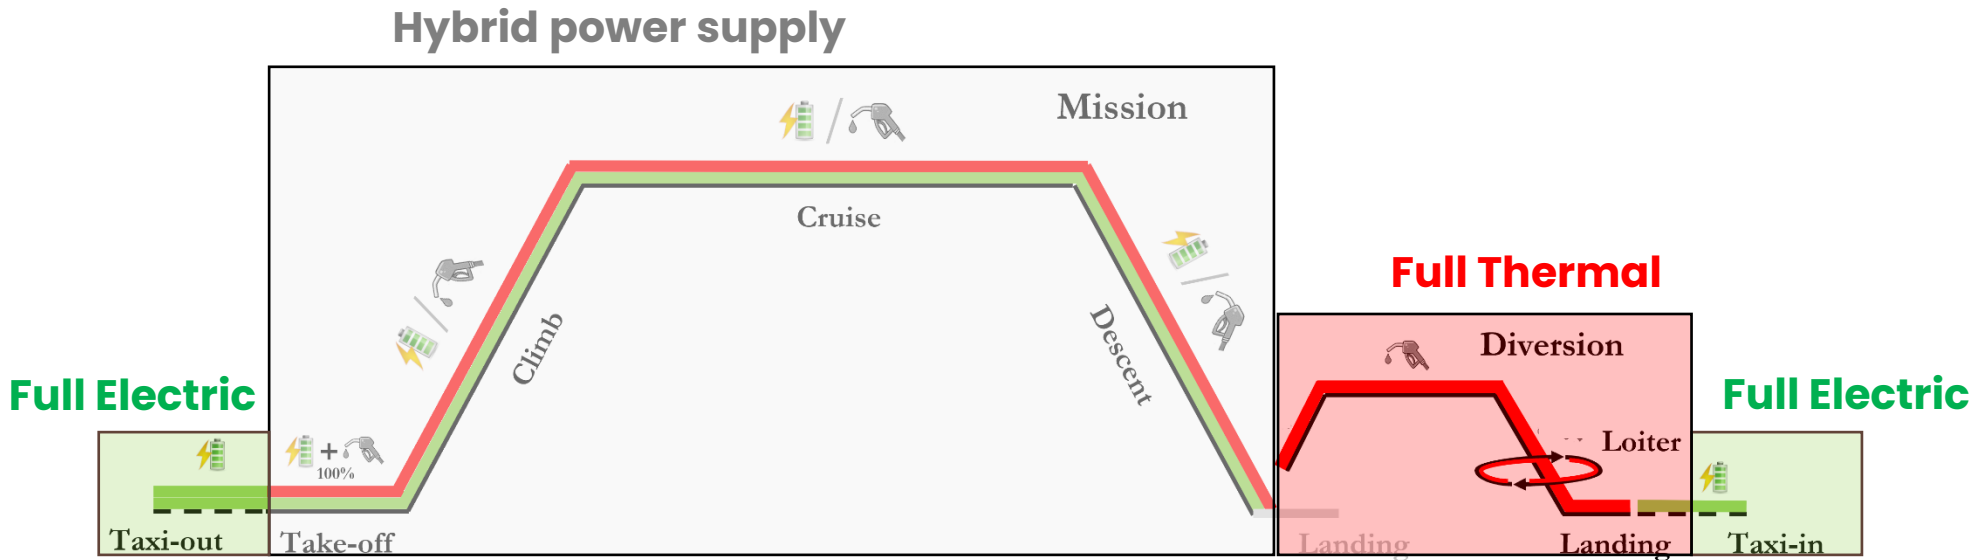 Hybrid power supply
Mission
Cruise
Climb
Descent
Full Thermal
Diversion
Loiter
Full Electric
Full Electric
+
100%
/
/
/
Taxi-out
Take-off
Landing
Landing
Taxi-in